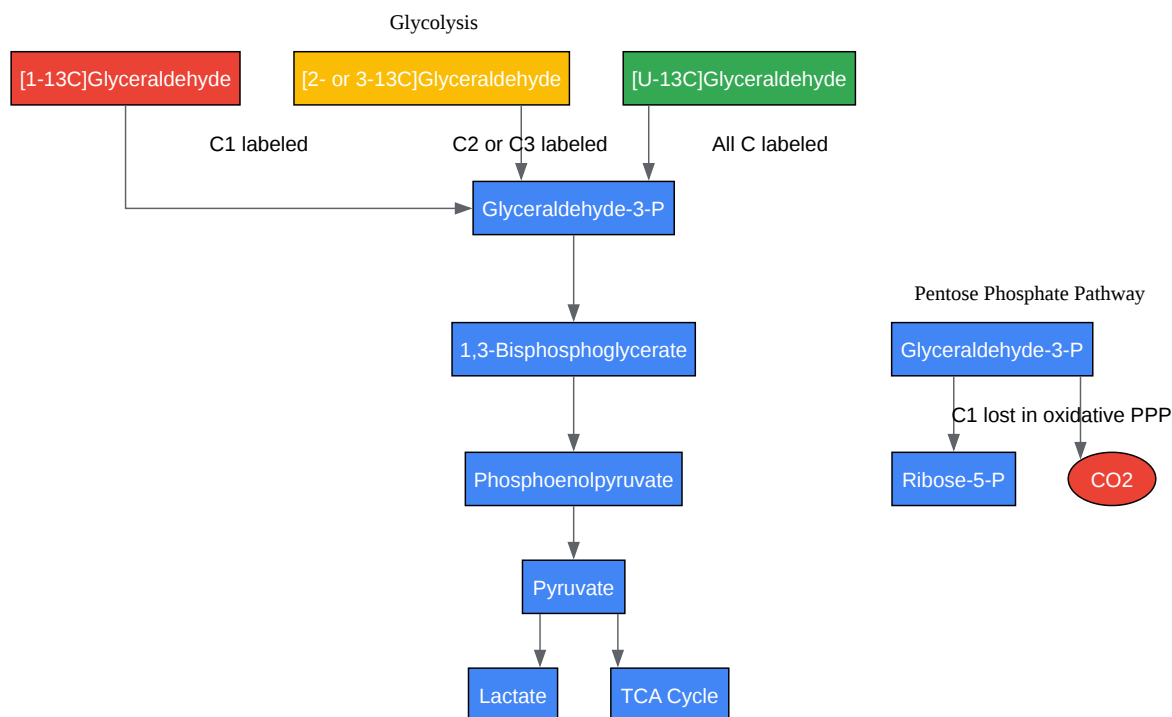 Glycolysis
[1-13C]Glyceraldehyde
[2- or 3-13C]Glyceraldehyde
[U-13C]Glyceraldehyde
C1 labeled
C2 or C3 labeled
All C labeled
Glyceraldehyde-3-P
1,3-Bisphosphoglycerate
Phosphoenolpyruvate
Pyruvate
Lactate
TCA Cycle
Pentose Phosphate Pathway
Glyceraldehyde-3-P
C1 lost in oxidative PPP
Ribose-5-P
CO2